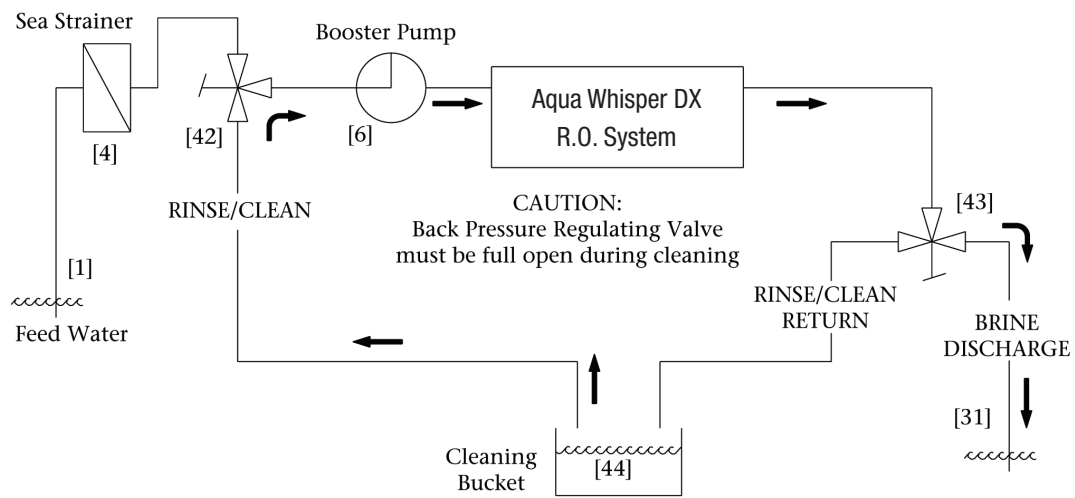 Sea Strainer
Booster Pump
Aqua Whisper DX
R.O. System
[4]
[42]
[6]
RINSE/CLEAN
CAUTION:
Back Pressure Regulating Valve
must be full open during cleaning
[43]
[1]
Feed Water
RINSE/CLEAN
RETURN
BRINE
DISCHARGE
[31]
Cleaning
Bucket
[44]